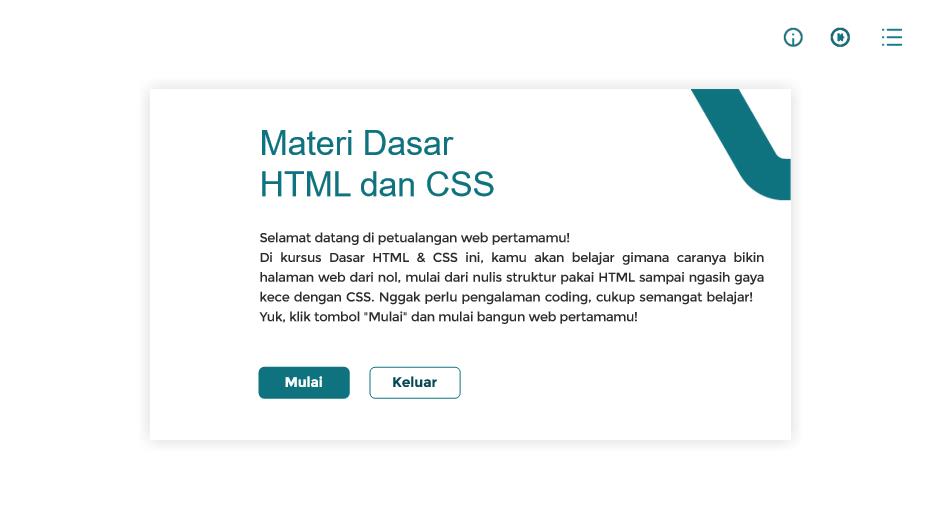 Materi Dasar
HTML dan CSS
Selamat datang di petualangan web pertamamu!
Di kursus Dasar HTML & CSS ini, kamu akan belajar gimana caranya bikin
halaman web dari nol, mulai dari nulis struktur pakai HTML sampai ngasih gaya
kece dengan CSS. Nggak perlu pengalaman coding, cukup semangat belajar!
Yuk, klik tombol "Mulai" dan mulai bangun web pertamamu!
Mulai
Keluar